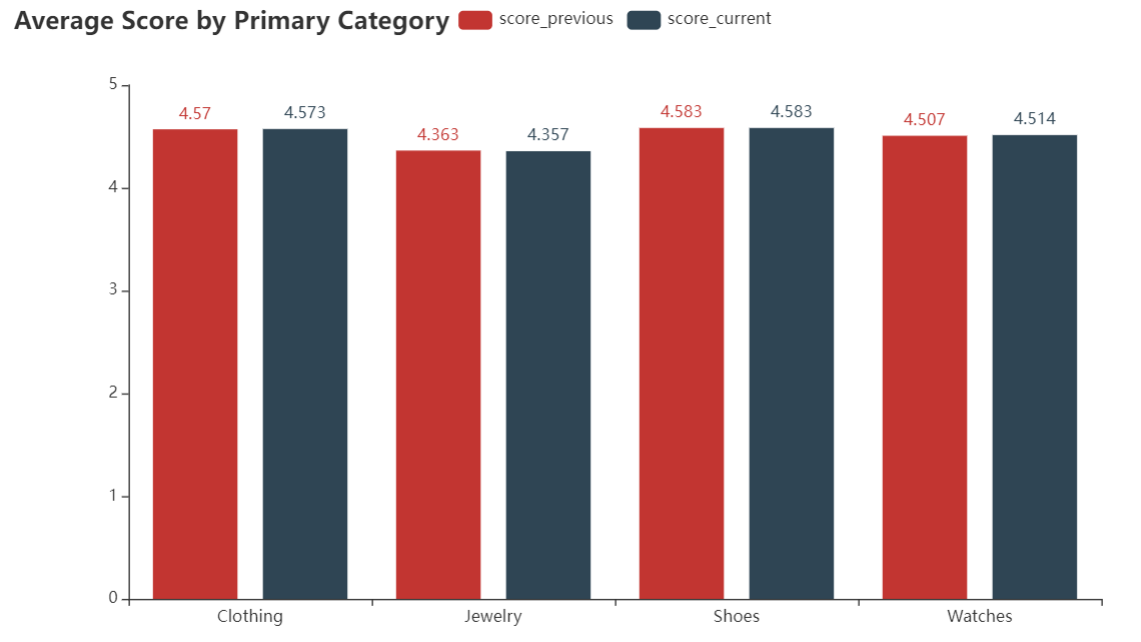 Average Score by Primary Category score_previous score_current
5
4.57 4.573 4.363 4.357 4.583 4.583 4.507 4.514
4
3
2
1
0
Clothing Jewelry Shoes Watches